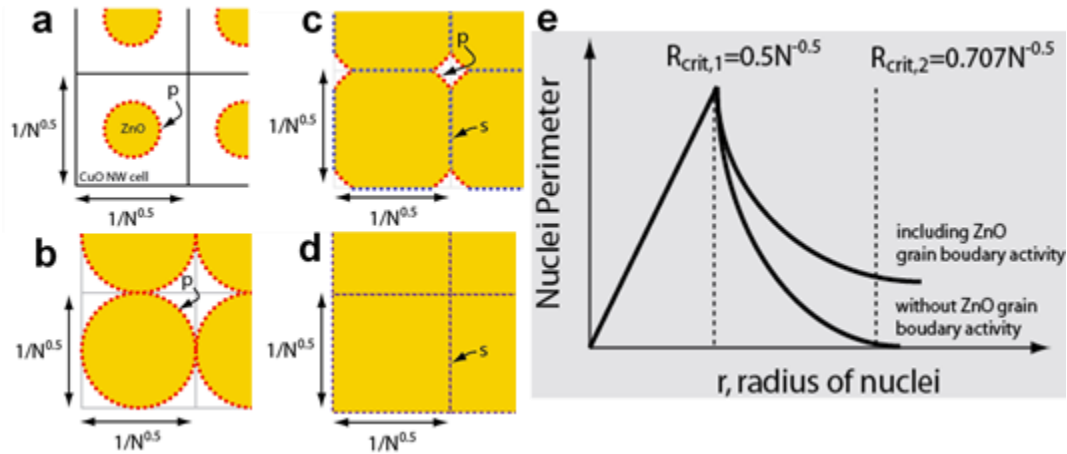 a
p
ZnO
1/N^0.5
CuO NW cell
1/N^0.5
b
p
1/N^0.5
1/N^0.5
c
p
1/N^0.5
s
1/N^0.5
d
1/N^0.5
s
1/N^0.5
e
R_crit,1=0.5N^-0.5
R_crit,2=0.707N^-0.5
Nuclei Perimeter
including ZnO
grain boudary activity
without ZnO grain
boudary activity
r, radius of nuclei